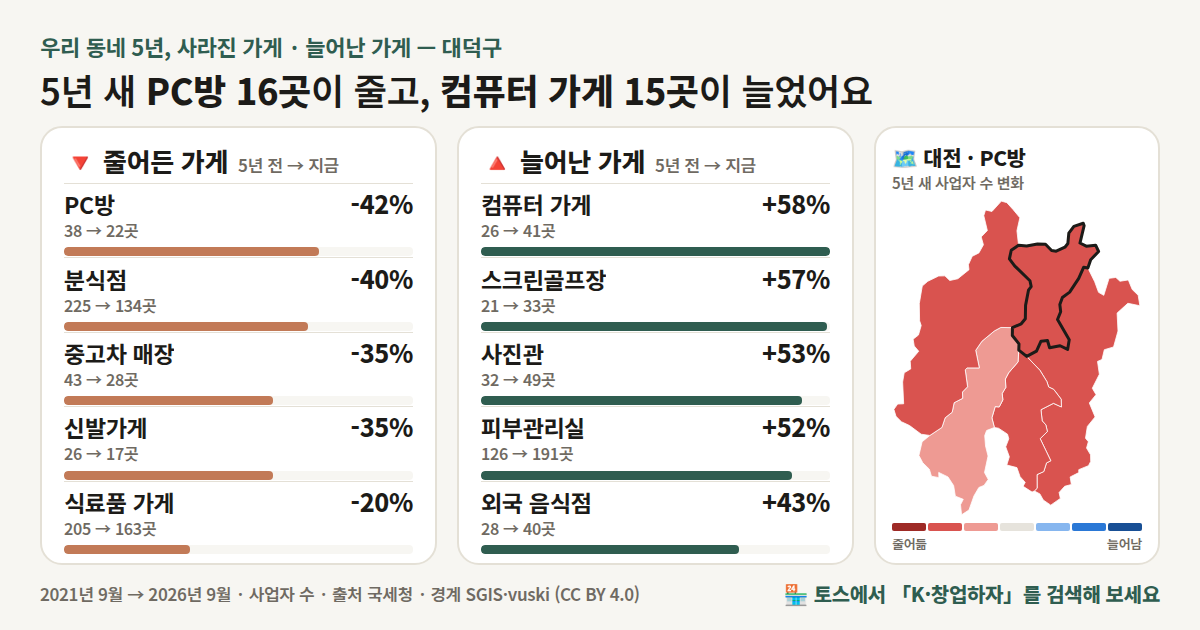 우리 동네 5년, 사라진 가게 · 늘어난 가게 — 대덕구
5년 새 PC방 16곳이 줄고, 컴퓨터 가게 15곳이 늘었어요
🔻 줄어든 가게 5년 전 → 지금
PC방 -42%
38 → 22곳
분식점 -40%
225 → 134곳
중고차 매장 -35%
43 → 28곳
신발가게 -35%
26 → 17곳
식료품 가게 -20%
205 → 163곳
🔺 늘어난 가게 5년 전 → 지금
컴퓨터 가게 +58%
26 → 41곳
스크린골프장 +57%
21 → 33곳
사진관 +53%
32 → 49곳
피부관리실 +52%
126 → 191곳
외국 음식점 +43%
28 → 40곳
🗺️ 대전 · PC방
5년 새 사업자 수 변화
줄어듦 늘어남
2021년 9월 → 2026년 9월 · 사업자 수 · 출처 국세청 · 경계 SGIS·vuski (CC BY 4.0)
🏪 토스에서 「K·창업하자」를 검색해 보세요